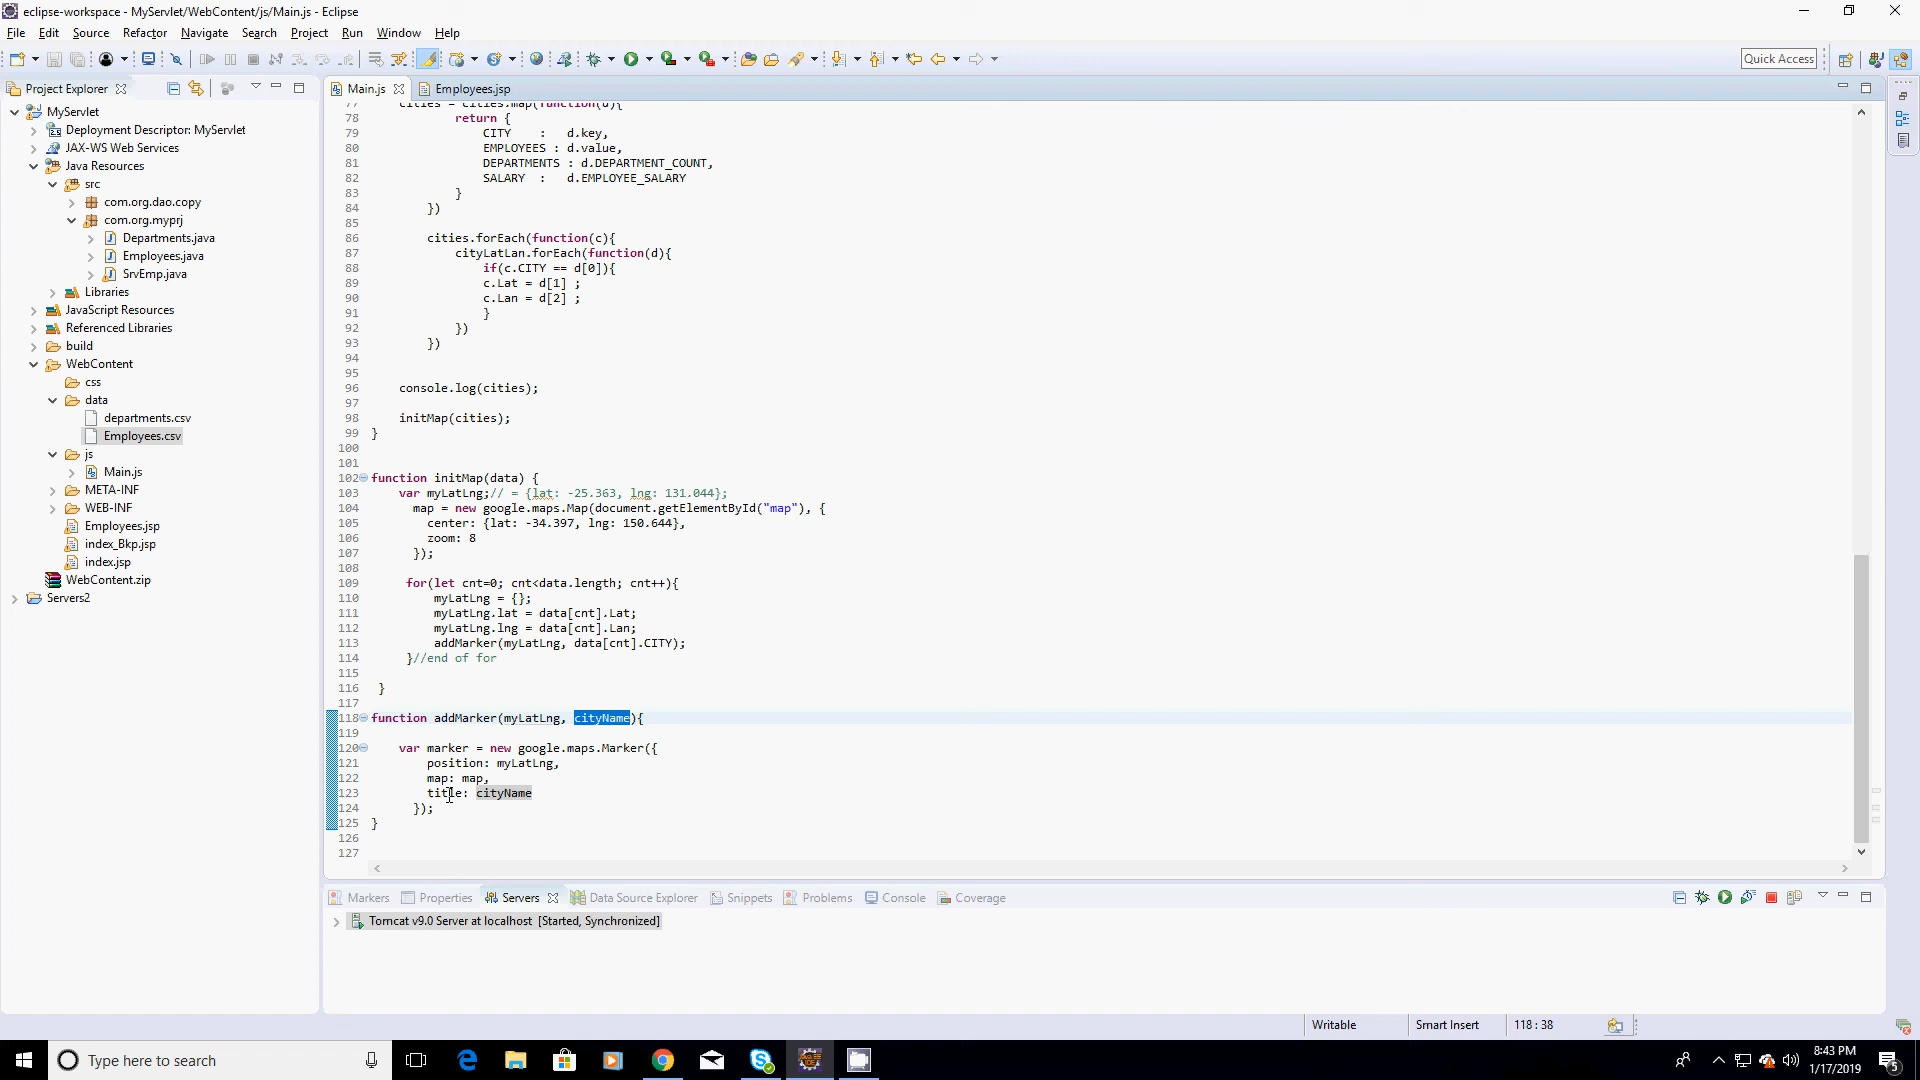 eclipse-workspace - MyServlet/WebContent/js/Main.js - Eclipse
File Edit Source Refactor Navigate Search Project Run Window Help
Quick Access
Project Explorer
MyServlet
Deployment Descriptor: MyServlet
JAX-WS Web Services
Java Resources
src
com.org.dao.copy
com.org.myprj
Departments.java
Employees.java
SrvEmp.java
Libraries
JavaScript Resources
Referenced Libraries
build
WebContent
css
data
departments.csv
Employees.csv
js
Main.js
META-INF
WEB-INF
Employees.jsp
index_Bkp.jsp
index.jsp
WebContent.zip
Servers2
Main.js Employees.jsp
77 cities = cities.map(function(d){
78 return {
79 CITY : d.key,
80 EMPLOYEES : d.value,
81 DEPARTMENTS : d.DEPARTMENT_COUNT,
82 SALARY : d.EMPLOYEE_SALARY
83 }
84 })
85
86 cities.forEach(function(c){
87 cityLatLan.forEach(function(d){
88 if(c.CITY == d[0]){
89 c.Lat = d[1] ;
90 c.Lan = d[2] ;
91 }
92 })
93 })
94
95
96 console.log(cities);
97
98 initMap(cities);
99 }
100
101
102 function initMap(data) {
103 var myLatLng;// = {lat: -25.363, lng: 131.044};
104 map = new google.maps.Map(document.getElementById("map"), {
105 center: {lat: -34.397, lng: 150.644},
106 zoom: 8
107 });
108
109 for(let cnt=0; cnt<data.length; cnt++){
110 myLatLng = {};
111 myLatLng.lat = data[cnt].Lat;
112 myLatLng.lng = data[cnt].Lan;
113 addMarker(myLatLng, data[cnt].CITY);
114 }//end of for
115
116 }
117
118 function addMarker(myLatLng, cityName){
119
120 var marker = new google.maps.Marker({
121 position: myLatLng,
122 map: map,
123 title: cityName
124 });
125 }
126
127
Markers Properties Servers Data Source Explorer Snippets Problems Console Coverage
Tomcat v9.0 Server at localhost [Started, Synchronized]
Writable Smart Insert 118 : 38
Type here to search
8:43 PM
1/17/2019
5